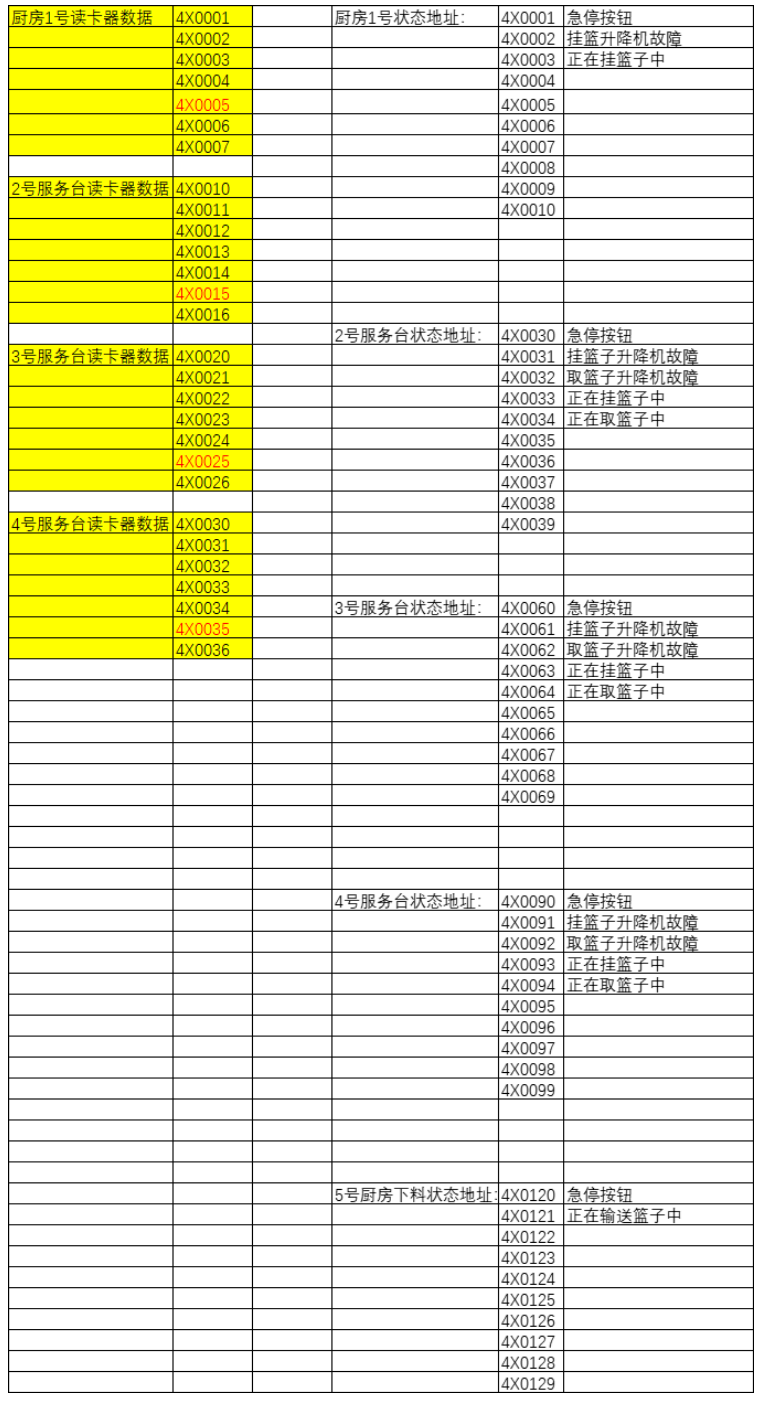 厨房1号读卡器数据 4X0001 厨房1号状态地址: 4X0001 急停按钮
4X0002 4X0002 挂篮升降机故障
4X0003 4X0003 正在挂篮子中
4X0004 4X0004
4X0005 4X0005
4X0006 4X0006
4X0007 4X0007
4X0008
2号服务台读卡器数据 4X0010 4X0009
4X0011 4X0010
4X0012
4X0013
4X0014
4X0015
4X0016
2号服务台状态地址: 4X0030 急停按钮
3号服务台读卡器数据 4X0020 4X0031 挂篮子升降机故障
4X0021 4X0032 取篮子升降机故障
4X0022 4X0033 正在挂篮子中
4X0023 4X0034 正在取篮子中
4X0024 4X0035
4X0025 4X0036
4X0026 4X0037
4X0038
4号服务台读卡器数据 4X0030 4X0039
4X0031
4X0032
4X0033
4X0034 3号服务台状态地址: 4X0060 急停按钮
4X0035 4X0061 挂篮子升降机故障
4X0036 4X0062 取篮子升降机故障
4X0063 正在挂篮子中
4X0064 正在取篮子中
4X0065
4X0066
4X0067
4X0068
4X0069
4号服务台状态地址: 4X0090 急停按钮
4X0091 挂篮子升降机故障
4X0092 取篮子升降机故障
4X0093 正在挂篮子中
4X0094 正在取篮子中
4X0095
4X0096
4X0097
4X0098
4X0099
5号厨房下料状态地址: 4X0120 急停按钮
4X0121 正在输送篮子中
4X0122
4X0123
4X0124
4X0125
4X0126
4X0127
4X0128
4X0129